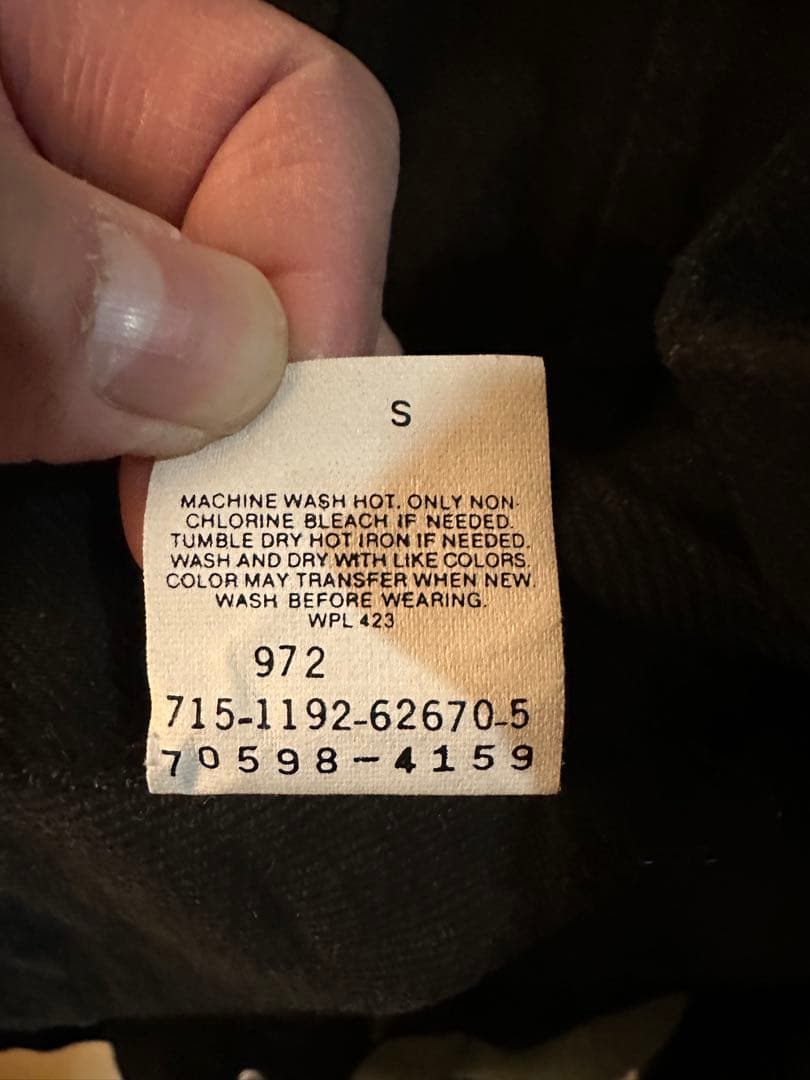 S
MACHINE WASH HOT. ONLY NON-
CHLORINE BLEACH IF NEEDED.
TUMBLE DRY HOT IRON IF NEEDED.
WASH AND DRY WITH LIKE COLORS.
COLOR MAY TRANSFER WHEN NEW.
WASH BEFORE WEARING.
WPL 423
972
715-1192-62670-5
70598-4159